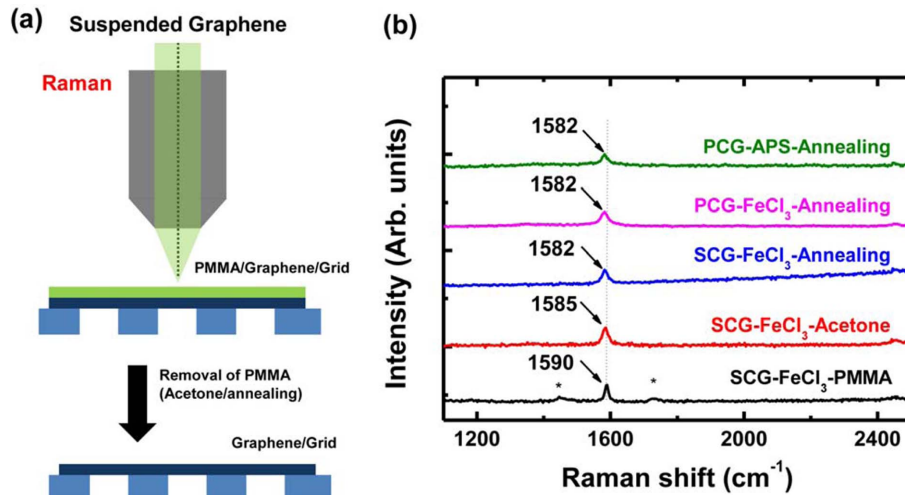 (a)
Suspended Graphene
Raman
PMMA/Graphene/Grid
Removal of PMMA
(Acetone/annealing)
Graphene/Grid
(b)
Intensity (Arb. units)
1582
PCG-APS-Annealing
1582
PCG-FeCl₃-Annealing
1582
SCG-FeCl₃-Annealing
1585
SCG-FeCl₃-Acetone
1590
SCG-FeCl₃-PMMA
* *
1200 1600 2000 2400
Raman shift (cm⁻¹)